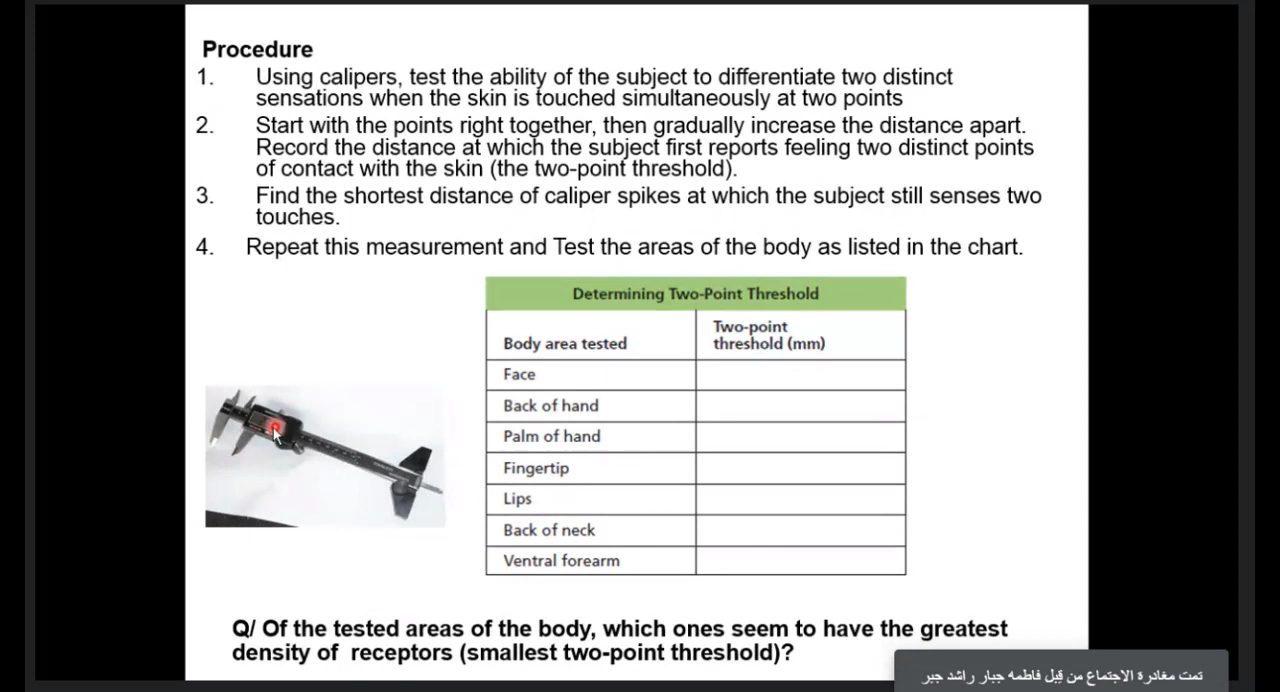 Procedure
1. Using calipers, test the ability of the subject to differentiate two distinct
sensations when the skin is touched simultaneously at two points
2. Start with the points right together, then gradually increase the distance apart.
Record the distance at which the subject first reports feeling two distinct points
of contact with the skin (the two-point threshold).
3. Find the shortest distance of caliper spikes at which the subject still senses two
touches.
4. Repeat this measurement and Test the areas of the body as listed in the chart.
Determining Two-Point Threshold
Body area tested
Two-point
threshold (mm)
Face
Back of hand
Palm of hand
Fingertip
Lips
Back of neck
Ventral forearm
Q/ Of the tested areas of the body, which ones seem to have the greatest
density of receptors (smallest two-point threshold)?
تمت مغادرة الاجتماع من قِبل فاطمه جبار راشد جبر